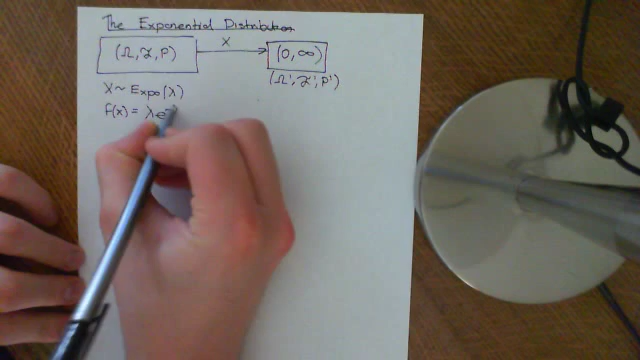 The Exponential Distribution
(Ω, 𝓕, P) X (0, ∞)
(Ω', 𝓕', P')
X ~ Expo(λ)
f(x) = λe⁻